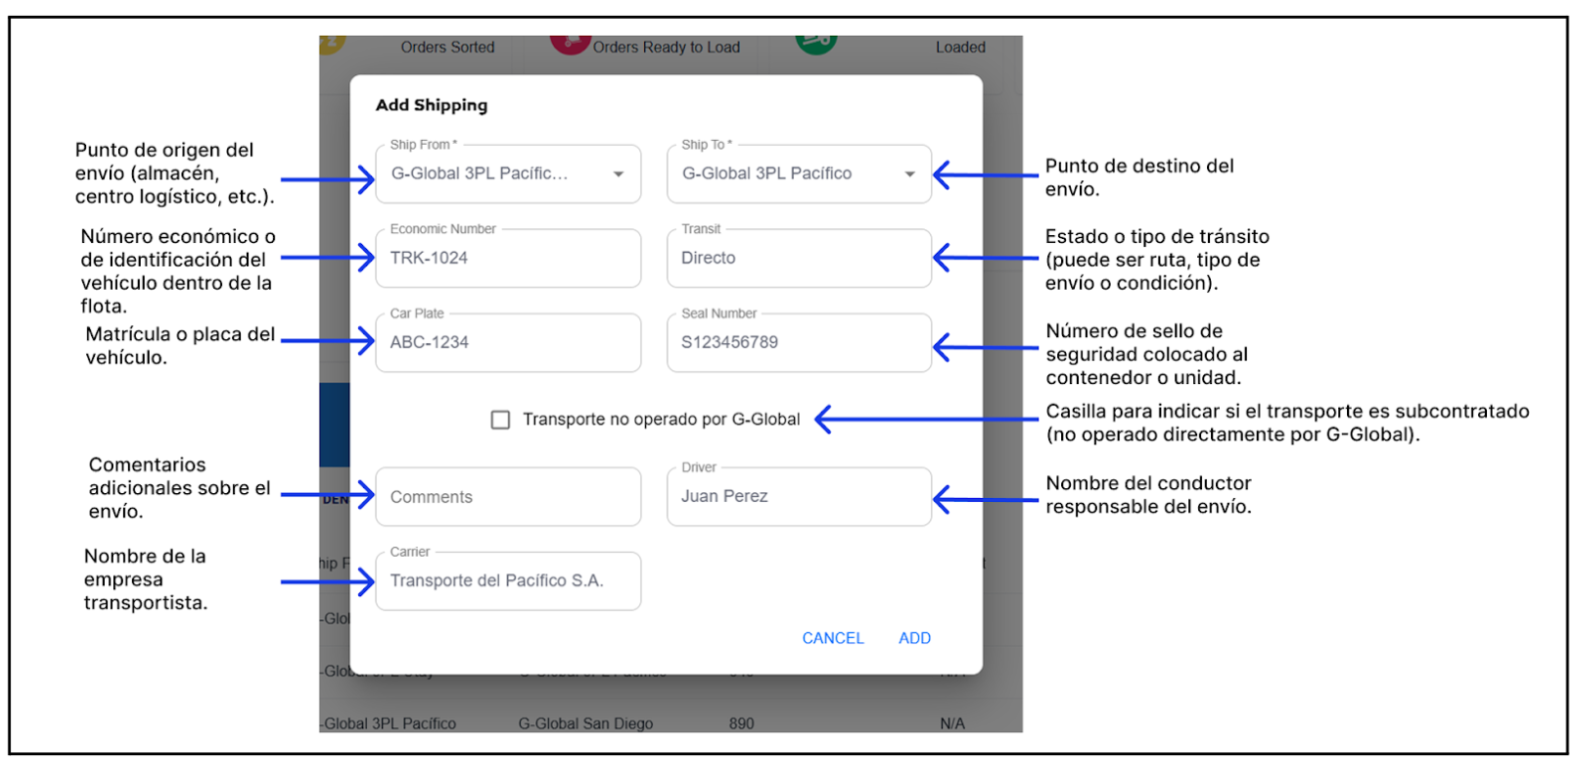 Orders Sorted
Orders Ready to Load
Loaded
Add Shipping
Punto de origen del
envío (almacén,
centro logístico, etc.).
Ship From *
G-Global 3PL Pacífic...
Ship To *
G-Global 3PL Pacífico
Punto de destino del
envío.
Número económico o
de identificación del
vehículo dentro de la
flota.
Economic Number
TRK-1024
Transit
Directo
Estado o tipo de tránsito
(puede ser ruta, tipo de
envío o condición).
Matrícula o placa del
vehículo.
Car Plate
ABC-1234
Seal Number
S123456789
Número de sello de
seguridad colocado al
contenedor o unidad.
Transporte no operado por G-Global
Casilla para indicar si el transporte es subcontratado
(no operado directamente por G-Global).
Comentarios
adicionales sobre el
envío.
DEN
Comments
Driver
Juan Perez
Nombre del conductor
responsable del envío.
Nombre de la
empresa
transportista.
hip F
Carrier
Transporte del Pacífico S.A.
-Glo
CANCEL
ADD
-Global 3PL Pacífico
G-Global San Diego
890
N/A